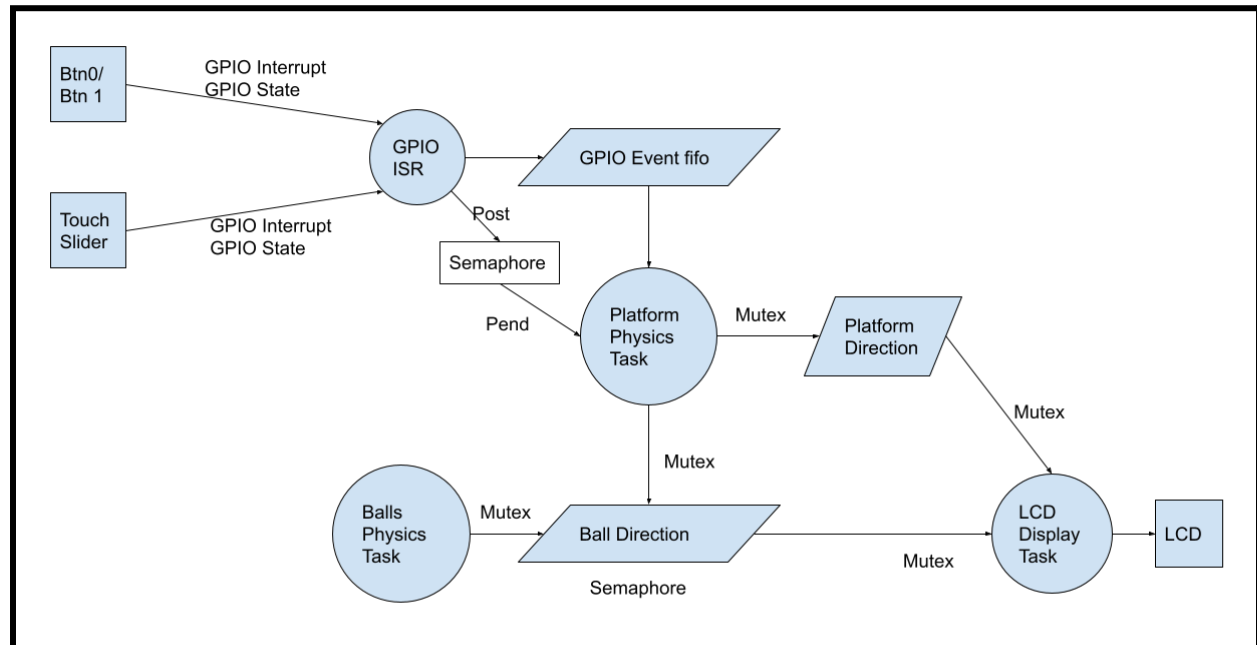 Btn0/
Btn 1
GPIO Interrupt
GPIO State
GPIO
ISR
GPIO Event fifo
Touch
Slider
GPIO Interrupt
GPIO State
Post
Semaphore
Pend
Platform
Physics
Task
Mutex
Platform
Direction
Mutex
Mutex
Balls
Physics
Task
Mutex
Ball Direction
Semaphore
Mutex
LCD
Display
Task
LCD